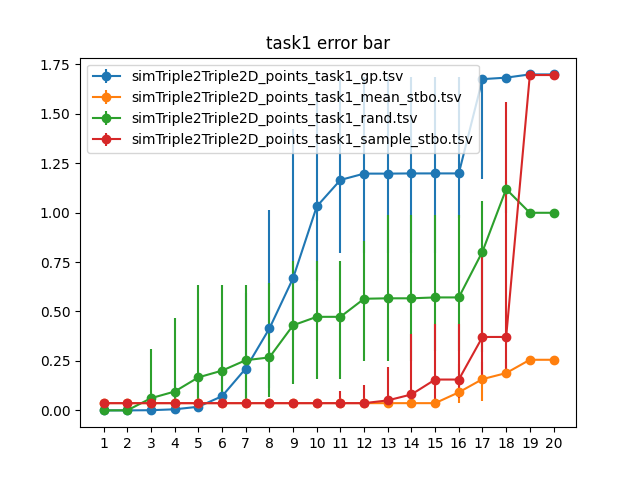 task1 error bar
simTriple2Triple2D_points_task1_gp.tsv
simTriple2Triple2D_points_task1_mean_stbo.tsv
simTriple2Triple2D_points_task1_rand.tsv
simTriple2Triple2D_points_task1_sample_stbo.tsv
1.75
1.50
1.25
1.00
0.75
0.50
0.25
0.00
1 2 3 4 5 6 7 8 9 10 11 12 13 14 15 16 17 18 19 20